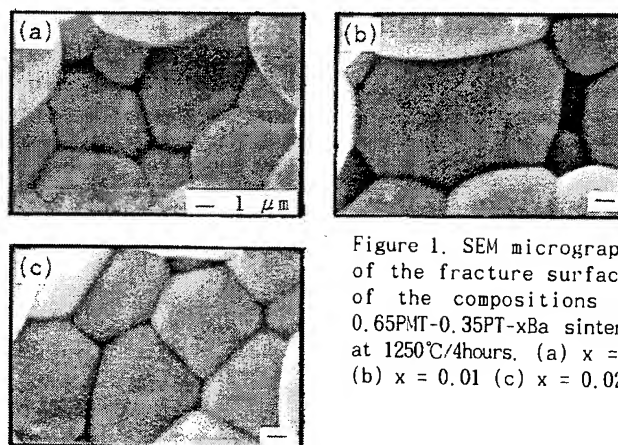 (a)
1 μm
(b)
(c)
Figure 1. SEM micrograp
of the fracture surfac
of the compositions
0.65PMT-0.35PT-xBa sinter
at 1250℃/4hours. (a) x =
(b) x = 0.01 (c) x = 0.02